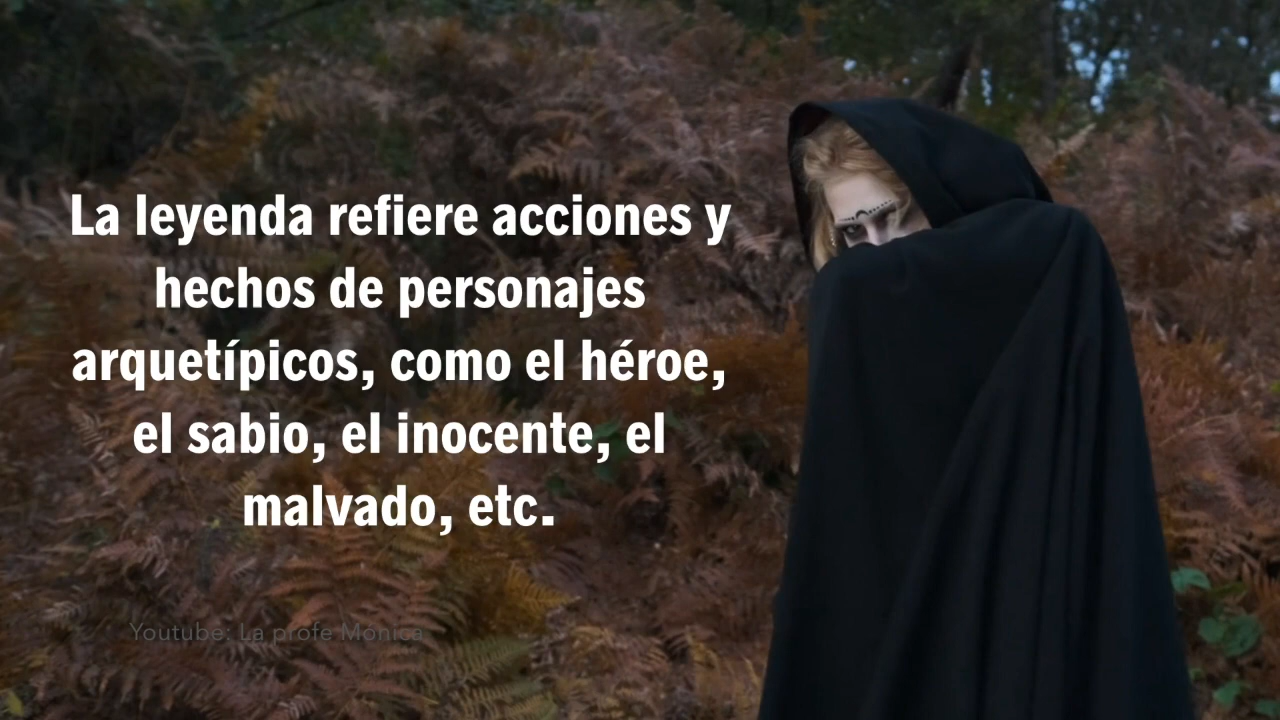 La leyenda refiere acciones y
hechos de personajes
arquetípicos, como el héroe,
el sabio, el inocente, el
malvado, etc.
Youtube: La profe Mónica